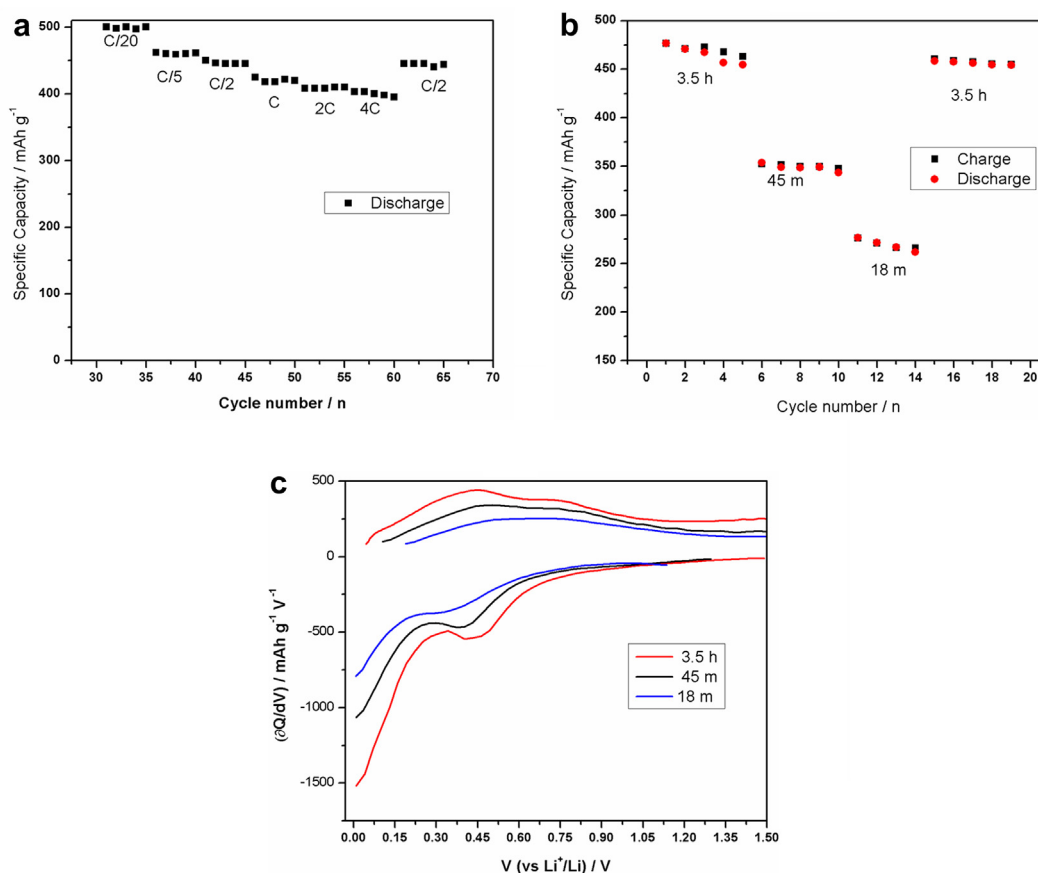 a
Specific Capacity / mAh g⁻¹
500
400
300
200
100
0
C/20
C/5
C/2
C
2C
4C
C/2
Discharge
30 35 40 45 50 55 60 65 70
Cycle number / n
b
Specific Capacity / mAh g⁻¹
500
450
400
350
300
250
200
150
3.5 h
45 m
18 m
3.5 h
Charge
Discharge
0 2 4 6 8 10 12 14 16 18 20
Cycle number / n
c
(∂Q/dV) / mAh g⁻¹ V⁻¹
500
0
-500
-1000
-1500
3.5 h
45 m
18 m
0.00 0.15 0.30 0.45 0.60 0.75 0.90 1.05 1.20 1.35 1.50
V (vs Li⁺/Li) / V